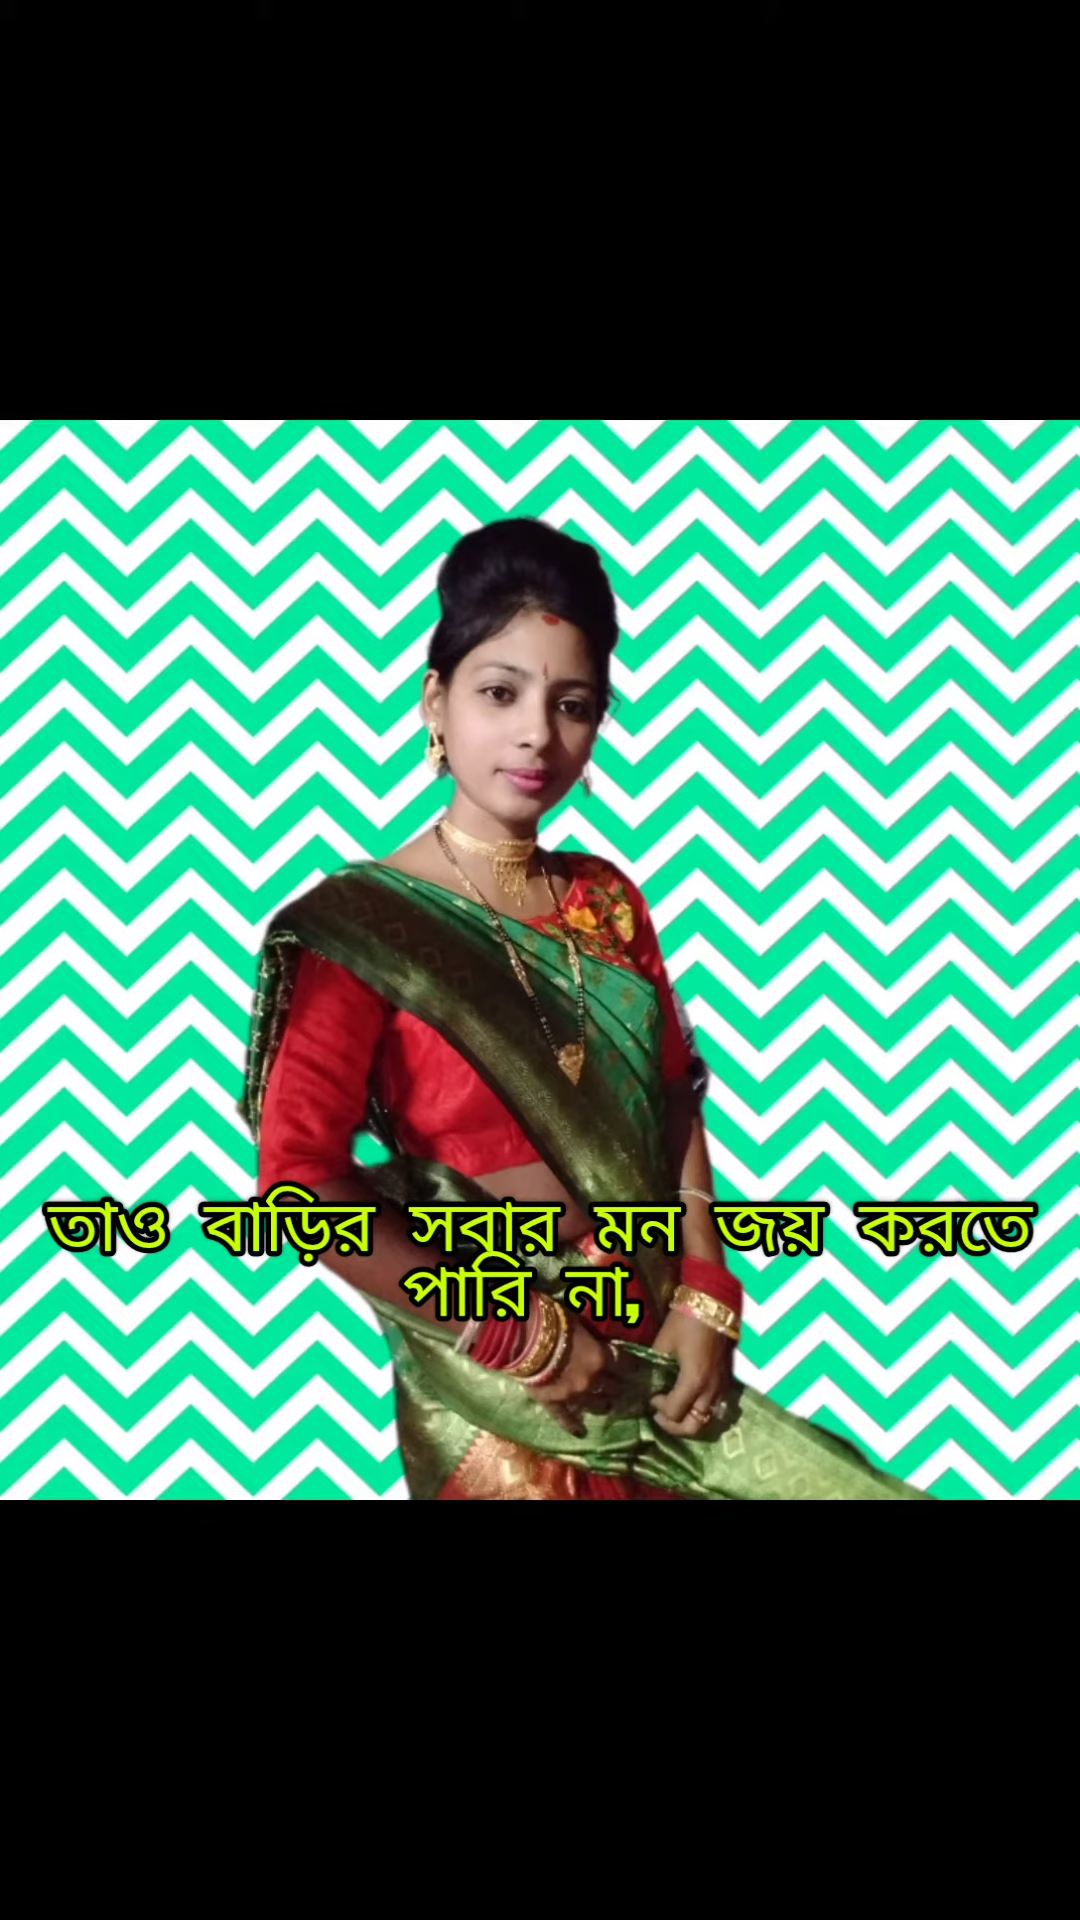 তাও বাড়ির সবার মন জয় করতে
পারি না,